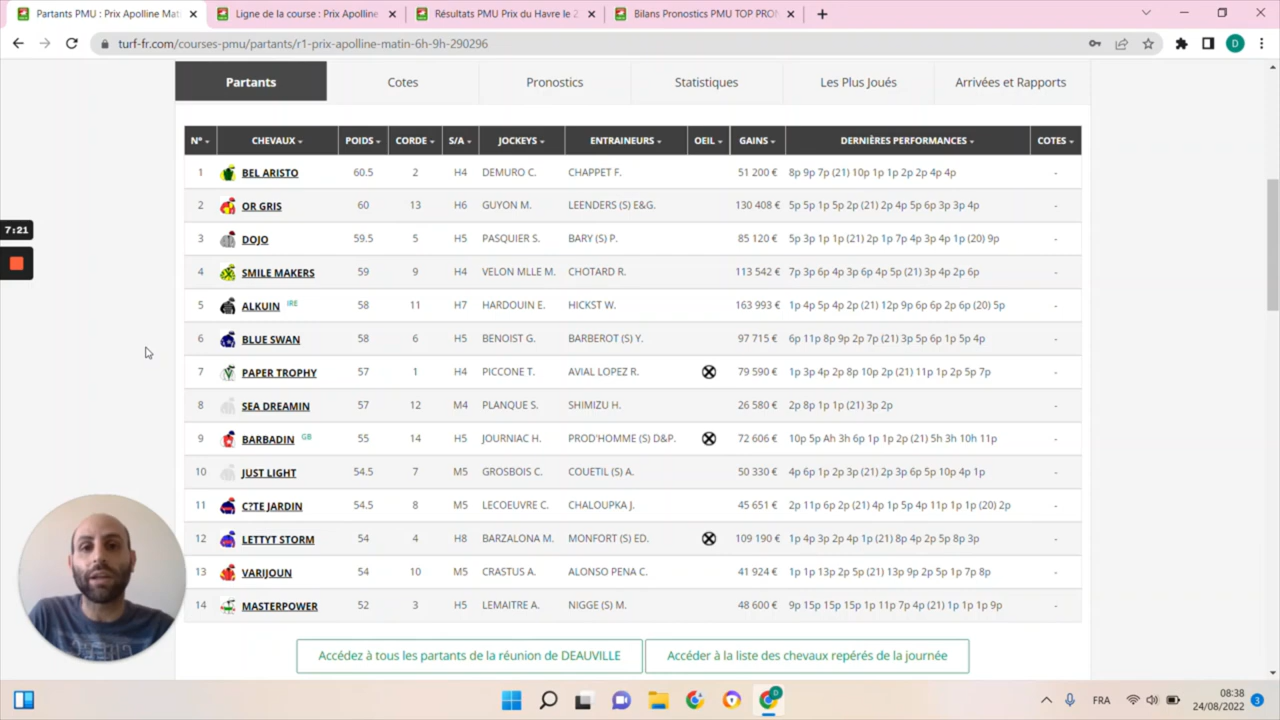 Partants PMU : Prix Apolline Mat
Ligne de la course : Prix Apolline
Résultats PMU Prix du Havre le 2
Bilans Pronostics PMU TOP PRO
turf-fr.com/courses-pmu/partants/r1-prix-apolline-matin-6h-9h-290296
D
Partants Cotes Pronostics Statistiques Les Plus Joués Arrivées et Rapports
N° CHEVAUX POIDS CORDE S/A JOCKEYS ENTRAINEURS OEIL GAINS DERNIÈRES PERFORMANCES COTES
1 BEL ARISTO 60.5 2 H4 DEMURO C. CHAPPET F. 51 200 € 8p 9p 7p (21) 10p 1p 1p 2p 2p 4p 4p -
2 OR GRIS 60 13 H6 GUYON M. LEENDERS (S) E&G. 130 408 € 5p 5p 1p 5p 2p (21) 2p 4p 5p 6p 3p 3p 4p -
3 DOJO 59.5 5 H5 PASQUIER S. BARY (S) P. 85 120 € 5p 3p 1p 1p (21) 2p 1p 7p 4p 3p 4p 1p (20) 9p -
4 SMILE MAKERS 59 9 H4 VELON MLLE M. CHOTARD R. 113 542 € 7p 3p 6p 4p 3p 6p 4p 5p (21) 3p 4p 2p 6p -
5 ALKUIN IRE 58 11 H7 HARDOUIN E. HICKST W. 163 993 € 1p 4p 5p 4p 2p (21) 12p 9p 6p 6p 2p 6p (20) 5p -
6 BLUE SWAN 58 6 H5 BENOIST G. BARBEROT (S) Y. 97 715 € 6p 11p 8p 9p 2p 7p (21) 3p 5p 6p 1p 5p 4p -
7 PAPER TROPHY 57 1 H4 PICCONE T. AVIAL LOPEZ R. 79 590 € 1p 3p 4p 2p 8p 10p 2p (21) 11p 1p 2p 5p 7p -
8 SEA DREAMIN 57 12 M4 PLANQUE S. SHIMIZU H. 26 580 € 2p 8p 1p 1p (21) 3p 2p -
9 BARBADIN GB 55 14 H5 JOURNIAC H. PROD'HOMME (S) D&P. 72 606 € 10p 5p Ah 3h 6p 1p 1p 2p (21) 5h 3h 10h 11p -
10 JUST LIGHT 54.5 7 M5 GROSBOIS C. COUETIL (S) A. 50 330 € 4p 6p 1p 2p 3p (21) 2p 3p 6p 5p 10p 4p 1p -
11 C?TE JARDIN 54.5 8 M5 LECOEUVRE C. CHALOUPKA J. 45 651 € 2p 11p 6p 2p (21) 4p 1p 5p 4p 11p 1p 1p (20) 2p -
12 LETTYT STORM 54 4 H8 BARZALONA M. MONFORT (S) ED. 109 190 € 1p 4p 3p 2p 4p 1p (21) 8p 4p 2p 5p 8p 3p -
13 VARIJOUN 54 10 M5 CRASTUS A. ALONSO PENA C. 41 924 € 1p 1p 13p 2p 5p (21) 13p 9p 2p 5p 1p 7p 8p -
14 MASTERPOWER 52 3 H5 LEMAITRE A. NIGGE (S) M. 48 600 € 9p 15p 15p 15p 1p 11p 7p 4p (21) 1p 1p 1p 9p -
7:21
Accédez à tous les partants de la réunion de DEAUVILLE
Accéder à la liste des chevaux repérés de la journée
FRA
08:38
24/08/2022
3